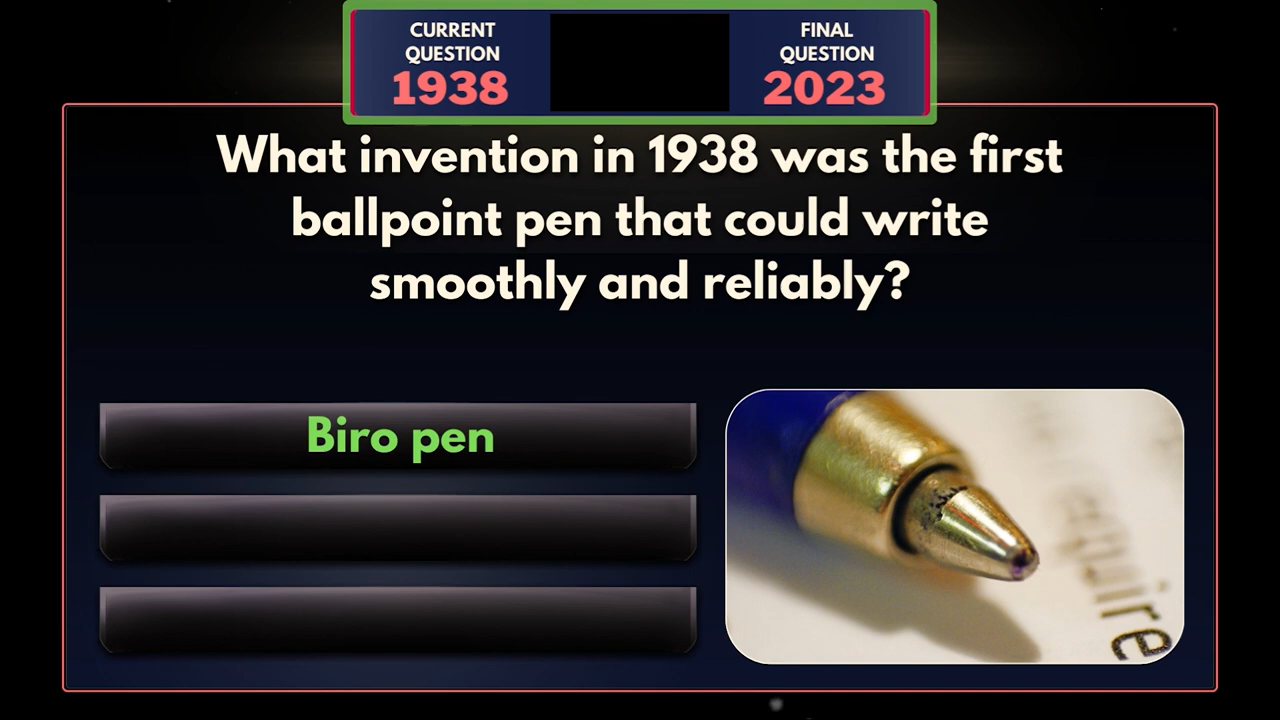 CURRENT
QUESTION
1938
FINAL
QUESTION
2023
What invention in 1938 was the first
ballpoint pen that could write
smoothly and reliably?
Biro pen